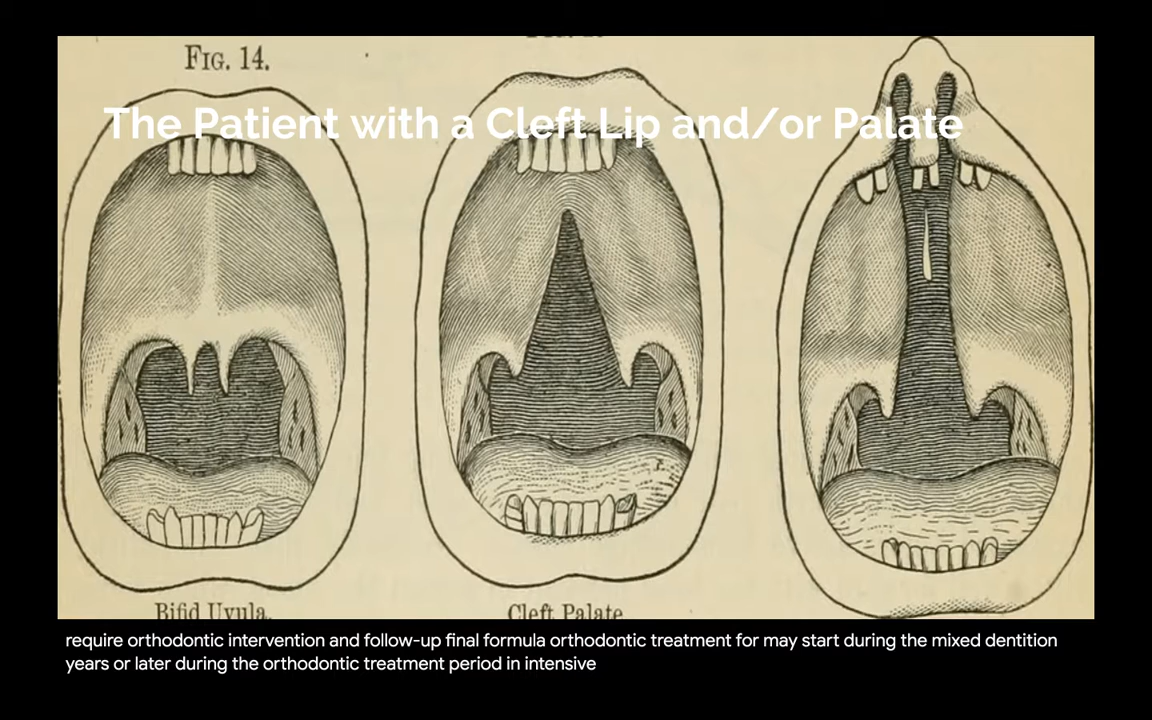 FIG. 14.
The Patient with a Cleft Lip and/or Palate
Bifid Uvula.
Cleft Palate
require orthodontic intervention and follow-up final formula orthodontic treatment for may start during the mixed dentition
years or later during the orthodontic treatment period in intensive